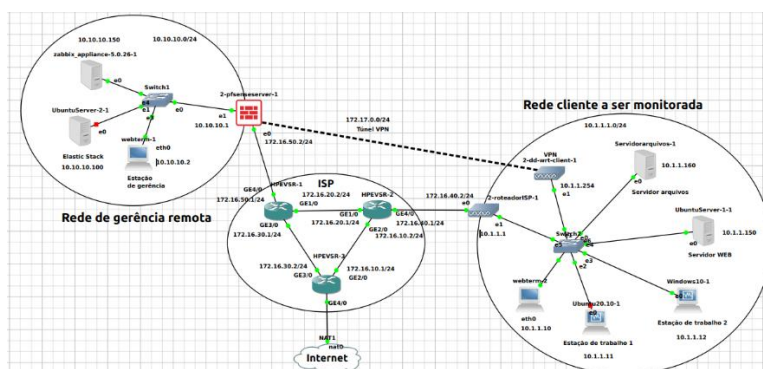 10.10.10.150
10.10.10.0/24
zabbix_appliance-5.0.26-1
e0
Switch1
2-pfsenseserver-1
e4
e1
e0
UbuntuServer-2-1
e1
10.10.10.1
e0
172.16.50.2/24
webterm-1
e0
eth0
Elastic Stack
10.10.10.2
10.10.10.100
Estação
de gerência
Rede de gerência remota
172.17.0.0/24
Túnel VPN
Rede cliente a ser monitorada
10.1.1.0/24
VPN
2-dd-wrt-client-1
Servidorarquivos-1
10.1.1.160
10.1.1.254
e1
Servidor arquivos
ISP
GE4/0
HPEVSR-1
HPEVSR-2
172.16.20.2/24
172.16.50.1/24
GE1/0
GE1/0
GE4/0
172.16.20.1/24
172.16.40.1/24
GE3/0
GE2/0
172.16.30.1/24
172.16.10.2/24
172.16.40.2/24
2-roteadorISP-1
e0
e1
10.1.1.1
HPEVSR-3
172.16.30.2/24
172.16.10.1/24
GE3/0
GE2/0
GE4/0
NAT1
nat0
Internet
UbuntuServer-1-1
e0
10.1.1.150
Servidor WEB
e4
e3
e2
webterm-2
eth0
10.1.1.10
Ubuntu20.10-1
e0
Estação de trabalho 1
10.1.1.11
Windows10-1
e0
Estação de trabalho 2
10.1.1.12